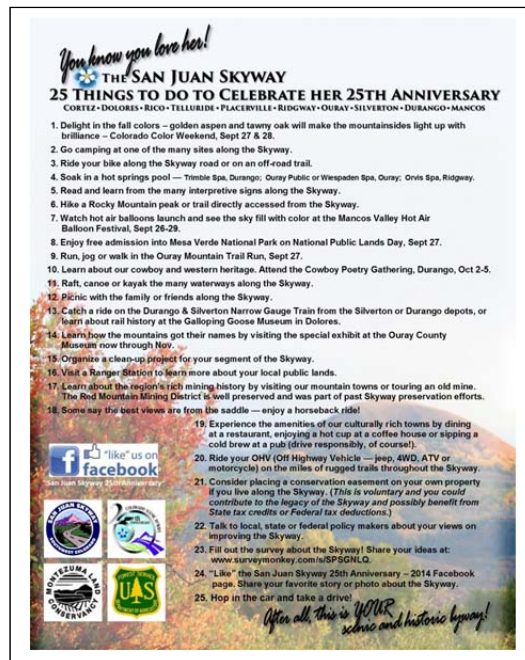 You know you love her!
THE SAN JUAN SKYWAY
25 THINGS TO DO TO CELEBRATE HER 25TH ANNIVERSARY
CORTEZ • DOLORES • RICO • TELLURIDE • PLACERVILLE • RIDGWAY • OURAY • SILVERTON • DURANGO • MANCOS
1. Delight in the fall colors – golden aspen and tawny oak will make the mountainsides light up with
brilliance – Colorado Color Weekend, Sept 27 & 28.
2. Go camping at one of the many sites along the Skyway.
3. Ride your bike along the Skyway road or on an off-road trail.
4. Soak in a hot springs pool — Trimble Spa, Durango; Ouray Public or Wiespaden Spa, Ouray; Orvis Spa, Ridgway.
5. Read and learn from the many interpretive signs along the Skyway.
6. Hike a Rocky Mountain peak or trail directly accessed from the Skyway.
7. Watch hot air balloons launch and see the sky fill with color at the Mancos Valley Hot Air
Balloon Festival, Sept 26-29.
8. Enjoy free admission into Mesa Verde National Park on National Public Lands Day, Sept 27.
9. Run, jog or walk in the Ouray Mountain Trail Run, Sept 27.
10. Learn about our cowboy and western heritage. Attend the Cowboy Poetry Gathering, Durango, Oct 2-5.
11. Raft, canoe or kayak the many waterways along the Skyway.
12. Picnic with the family or friends along the Skyway.
13. Catch a ride on the Durango & Silverton Narrow Gauge Train from the Silverton or Durango depots, or
learn about rail history at the Galloping Goose Museum in Dolores.
14. Learn how the mountains got their names by visiting the special exhibit at the Ouray County
Museum now through Nov.
15. Organize a clean-up project for your segment of the Skyway.
16. Visit a Ranger Station to learn more about your local public lands.
17. Learn about the region's rich mining history by visiting our mountain towns or touring an old mine.
The Red Mountain Mining District is well preserved and was part of past Skyway preservation efforts.
18. Some say the best views are from the saddle — enjoy a horseback ride!
19. Experience the amenities of our culturally rich towns by dining
at a restaurant, enjoying a hot cup at a coffee house or sipping a
cold brew at a pub (drive responsibly, of course!).
20. Ride your OHV (Off Highway Vehicle — jeep, 4WD, ATV or
motorcycle) on the miles of rugged trails throughout the Skyway.
21. Consider placing a conservation easement on your own property
if you live along the Skyway. (This is voluntary and you could
contribute to the legacy of the Skyway and possibly benefit from
State tax credits or Federal tax deductions.)
22. Talk to local, state or federal policy makers about your views on
improving the Skyway.
23. Fill out the survey about the Skyway! Share your ideas at:
www.surveymonkey.com/s/SPSGNLQ.
24. "Like" the San Juan Skyway 25th Anniversary – 2014 Facebook
page. Share your favorite story or photo about the Skyway.
25. Hop in the car and take a drive!
After all, this is YOUR
scenic and historic byway!
"like" us on
facebook
San Juan Skyway 25th Anniversary
SAN JUAN SKYWAY
SOUTHWEST COLORADO
MONTEZUMA LAND
CONSERVANCY
FOREST SERVICE
US
DEPARTMENT OF AGRICULTURE